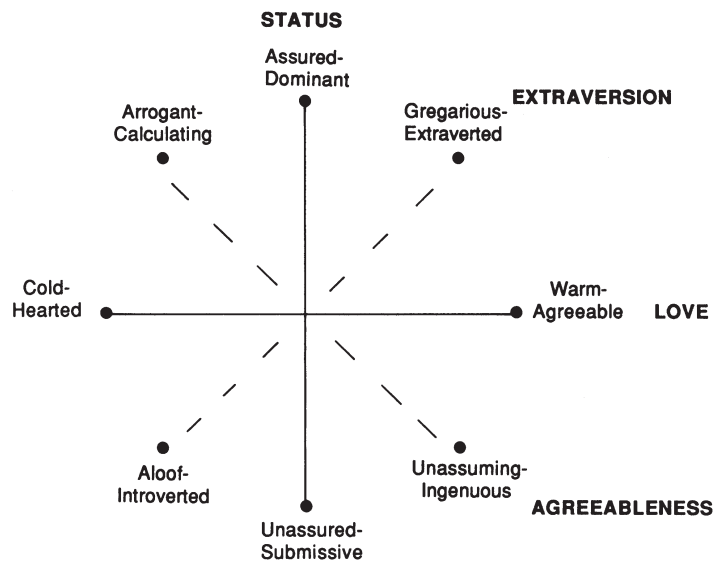 STATUS
Assured-
Dominant
EXTRAVERSION
Arrogant-
Calculating
Gregarious-
Extraverted
Cold-
Hearted
Warm-
Agreeable
LOVE
Aloof-
Introverted
Unassuming-
Ingenuous
AGREEABLENESS
Unassured-
Submissive